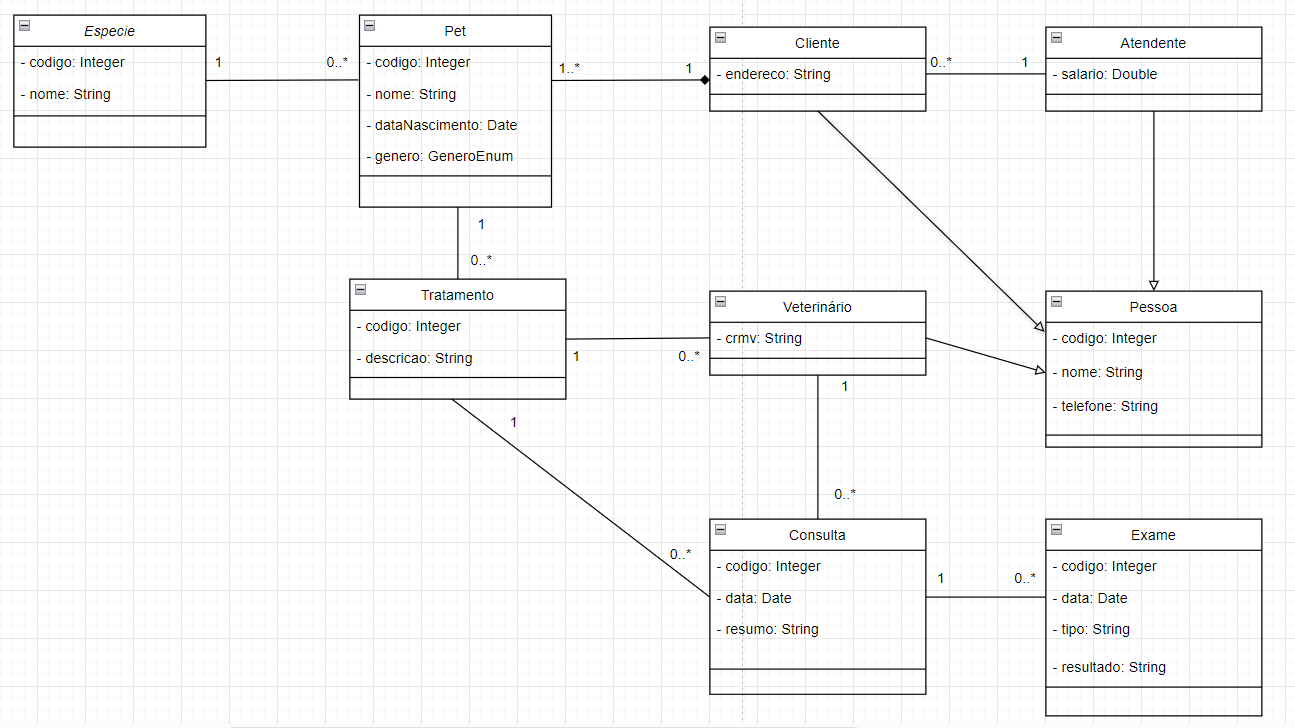 Especie
- codigo: Integer
- nome: String
1
0..*
Pet
- codigo: Integer
- nome: String
- dataNascimento: Date
- genero: GeneroEnum
1..*
1
Cliente
- endereco: String
0..*
1
Atendente
- salario: Double
1
0..*
Tratamento
- codigo: Integer
- descricao: String
1
0..*
Veterinário
- crmv: String
Pessoa
- codigo: Integer
- nome: String
- telefone: String
1
0..*
1
0..*
Consulta
- codigo: Integer
- data: Date
- resumo: String
1
0..*
Exame
- codigo: Integer
- data: Date
- tipo: String
- resultado: String